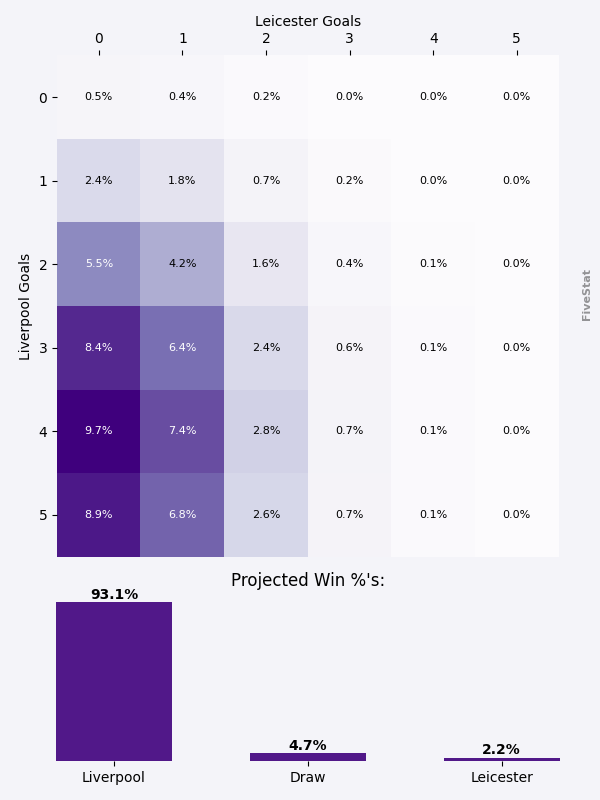 Leicester Goals
0 1 2 3 4 5
0 0.5% 0.4% 0.2% 0.0% 0.0% 0.0%
1 2.4% 1.8% 0.7% 0.2% 0.0% 0.0%
2 5.5% 4.2% 1.6% 0.4% 0.1% 0.0%
3 8.4% 6.4% 2.4% 0.6% 0.1% 0.0%
4 9.7% 7.4% 2.8% 0.7% 0.1% 0.0%
5 8.9% 6.8% 2.6% 0.7% 0.1% 0.0%
Liverpool Goals
FiveStat
Projected Win %'s:
93.1% 4.7% 2.2%
Liverpool Draw Leicester